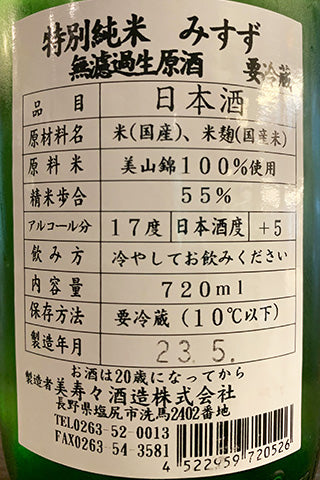 特別純米 みすず
無濾過生原酒 要冷蔵
品目 日本酒
原材料名 米(国産)、米麹(国産米)
原料米 美山錦100%使用
精米歩合 55%
アルコール分 17度 日本酒度 +5
飲み方 冷やしてお飲みください
内容量 720ml
保存方法 要冷蔵(10℃以下)
製造年月 23.5.
お酒は20歳になってから
製造者 美寿々酒造株式会社
長野県塩尻市洗馬2402番地
TEL0263-52-0013
FAX0263-54-3581
4 522959 720526